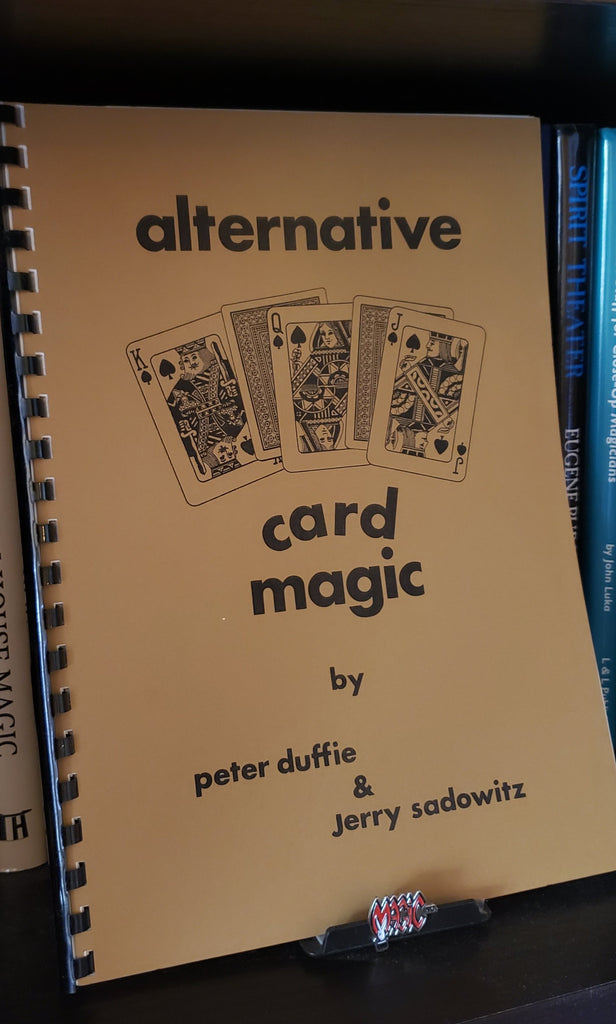 alternative
K
Q
J
J
card
magic
by
peter duffie
&
Jerry sadowitz
MAGIC
SPIRIT THEATER
EUGENE
Close-Up Magicians
by John Luka
L & L
HOUSE MAGIC
H